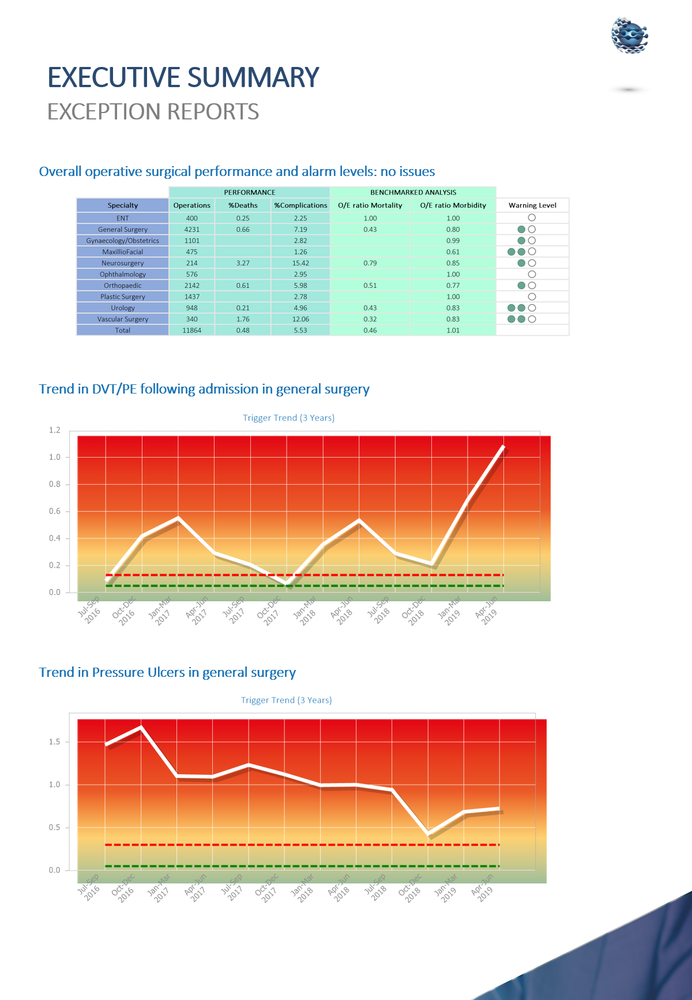 EXECUTIVE SUMMARY
EXCEPTION REPORTS
Overall operative surgical performance and alarm levels: no issues
PERFORMANCE BENCHMARKED ANALYSIS
Specialty Operations %Deaths %Complications O/E ratio Mortality O/E ratio Morbidity Warning Level
ENT 400 0.25 2.25 1.00 1.00
General Surgery 4231 0.66 7.19 0.43 0.80
Gynaecology/Obstetrics 1101 2.82 0.99
MaxillioFacial 475 1.26 0.61
Neurosurgery 214 3.27 15.42 0.79 0.85
Ophthalmology 576 2.95 1.00
Orthopaedic 2142 0.61 5.98 0.51 0.77
Plastic Surgery 1437 2.78 1.00
Urology 948 0.21 4.96 0.43 0.83
Vascular Surgery 340 1.76 12.06 0.32 0.83
Total 11864 0.48 5.53 0.46 1.01
Trend in DVT/PE following admission in general surgery
Trigger Trend (3 Years)
1.2
1.0
0.8
0.6
0.4
0.2
0.0
Jul-Sep 2016
Oct-Dec 2016
Jan-Mar 2017
Apr-Jun 2017
Jul-Sep 2017
Oct-Dec 2017
Jan-Mar 2018
Apr-Jun 2018
Jul-Sep 2018
Oct-Dec 2018
Jan-Mar 2019
Apr-Jun 2019
Trend in Pressure Ulcers in general surgery
Trigger Trend (3 Years)
1.5
1.0
0.5
0.0
Jul-Sep 2016
Oct-Dec 2016
Jan-Mar 2017
Apr-Jun 2017
Jul-Sep 2017
Oct-Dec 2017
Jan-Mar 2018
Apr-Jun 2018
Jul-Sep 2018
Oct-Dec 2018
Jan-Mar 2019
Apr-Jun 2019